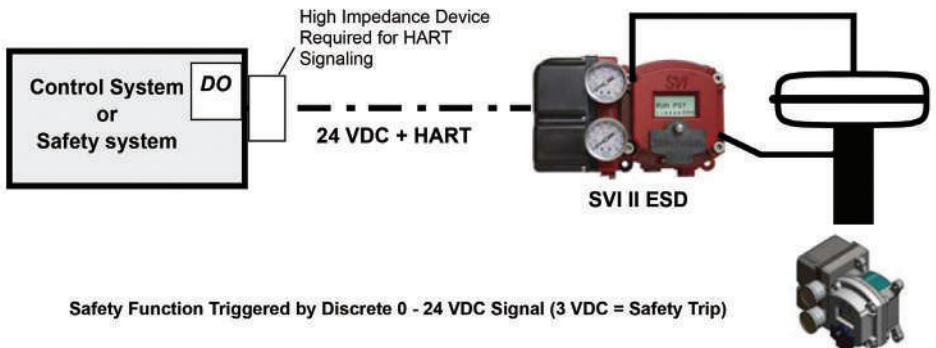 High Impedance Device
Required for HART
Signaling
Control System
or
Safety system
DO
24 VDC + HART
SVI
SVI II ESD
Safety Function Triggered by Discrete 0 - 24 VDC Signal (3 VDC = Safety Trip)